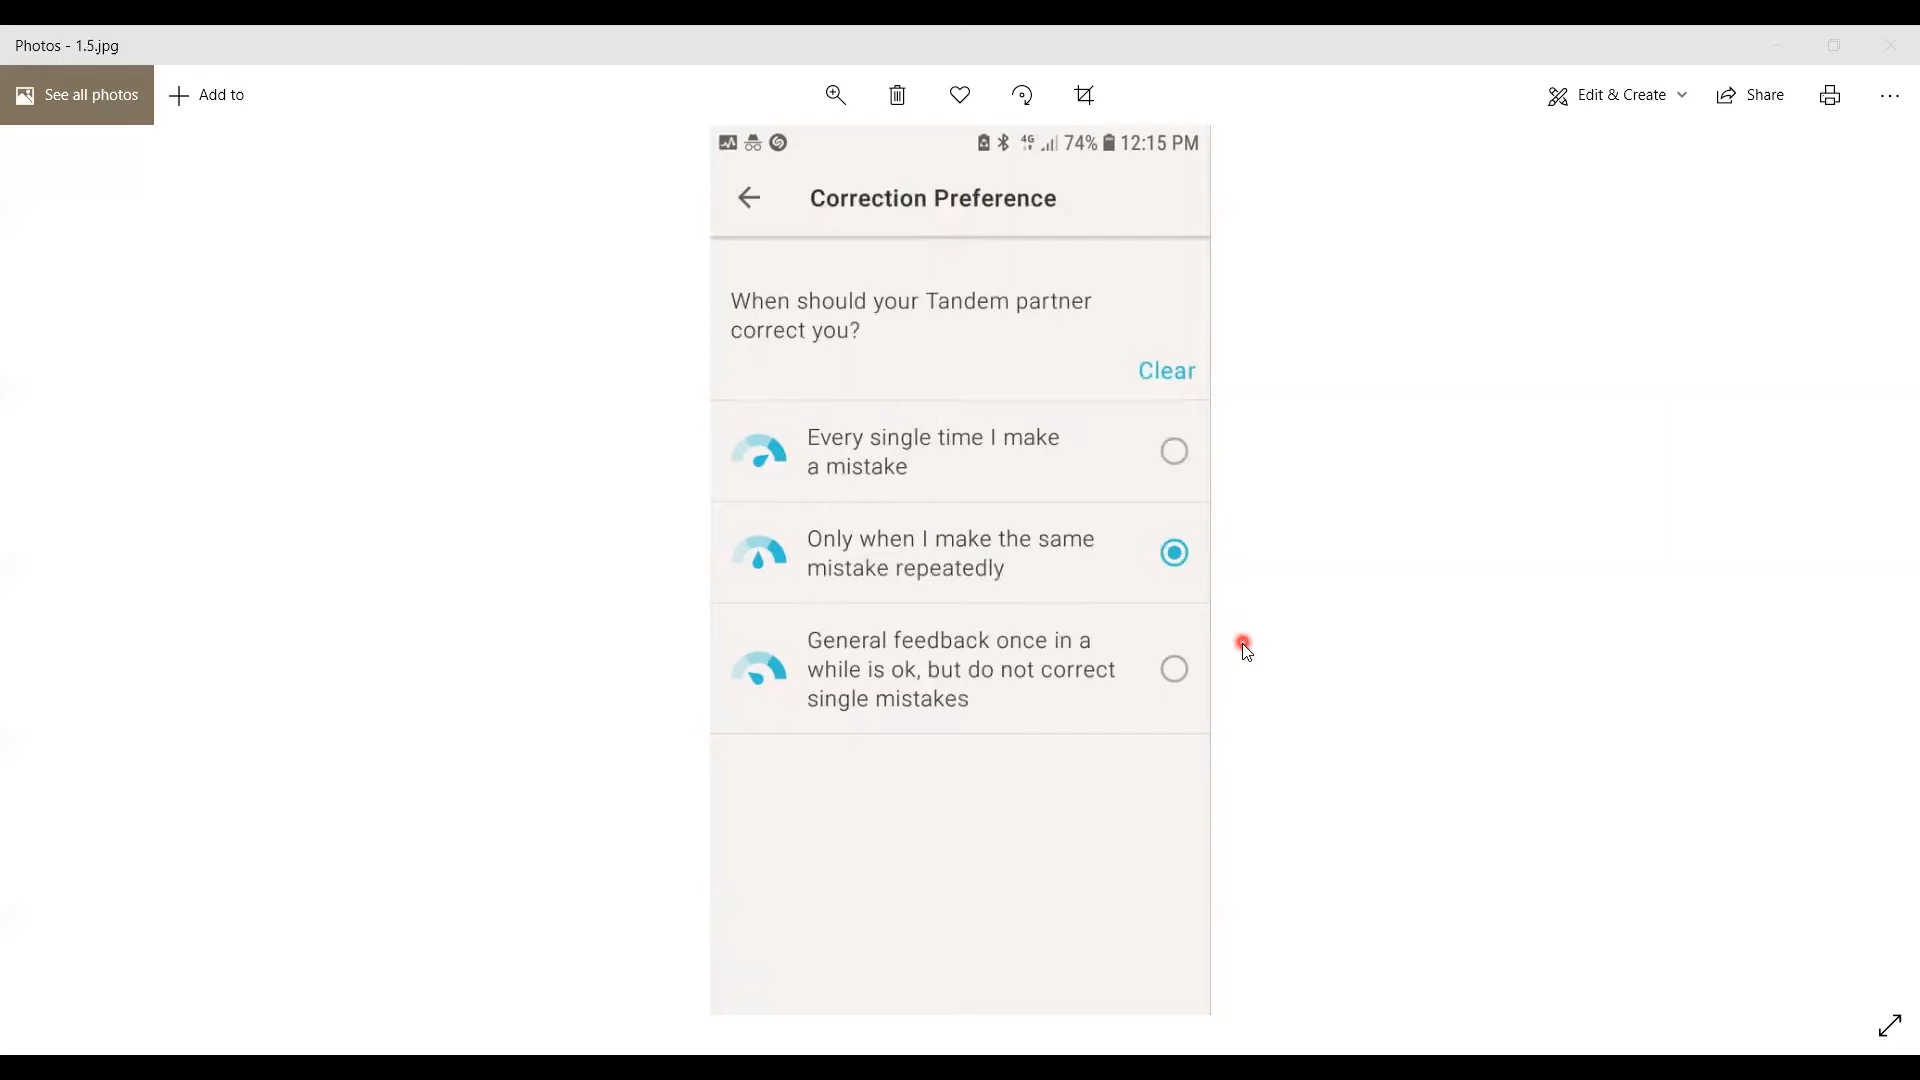 Photos - 1.5.jpg
See all photos
Add to
Edit & Create
Share
4G 74% 12:15 PM
Correction Preference
When should your Tandem partner
correct you?
Clear
Every single time I make
a mistake
Only when I make the same
mistake repeatedly
General feedback once in a
while is ok, but do not correct
single mistakes